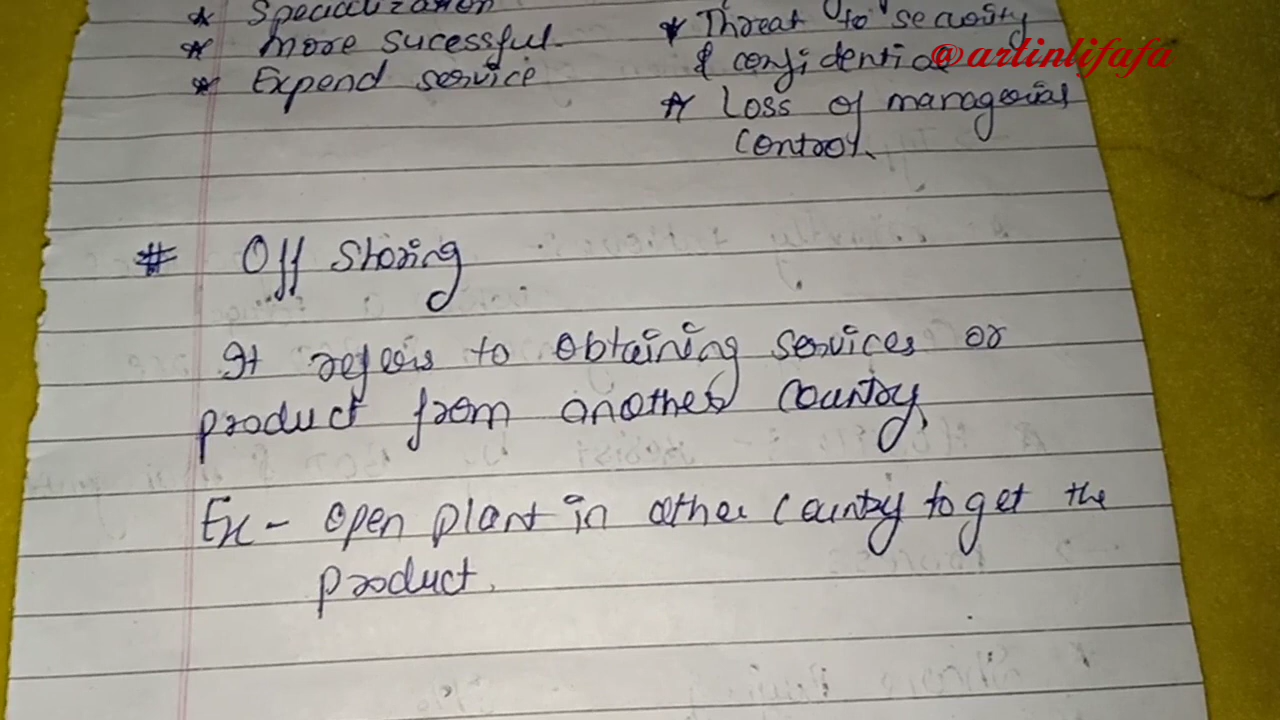 * Specialization
* more sucessful
* Expend service
* Threat to security
& confidential
* Loss of managerial
control.
@artinlifafa
# Off Shoring
It refers to obtaining services or
product from another country.
Ex - open plant in other country to get the
product.